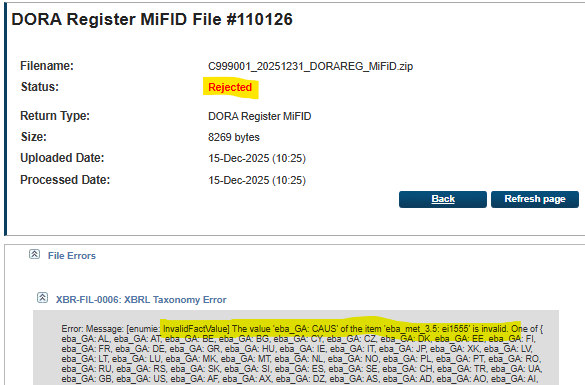 DORA Register MiFID File #110126
Filename: C999001_20251231_DORAREG_MiFiD.zip
Status: Rejected
Return Type: DORA Register MiFID
Size: 8269 bytes
Uploaded Date: 15-Dec-2025 (10:25)
Processed Date: 15-Dec-2025 (10:25)
Back Refresh page
File Errors
XBR-FIL-0006: XBRL Taxonomy Error
Error: Message: [enumie: InvalidFactValue] The value 'eba_GA: CAUS' of the item 'eba_met_3.5: ei1555' is invalid. One of {
eba_GA: AL, eba_GA: AT, eba_GA: BE, eba_GA: BG, eba_GA: CY, eba_GA: CZ, eba_GA: DK, eba_GA: EE, eba_GA: FI,
eba_GA: FR, eba_GA: DE, eba_GA: GR, eba_GA: HU, eba_GA: IE, eba_GA: IT, eba_GA: JP, eba_GA: XK, eba_GA: LV,
eba_GA: LT, eba_GA: LU, eba_GA: MK, eba_GA: MT, eba_GA: NL, eba_GA: NO, eba_GA: PL, eba_GA: PT, eba_GA: RO,
eba_GA: RU, eba_GA: RS, eba_GA: SK, eba_GA: SI, eba_GA: ES, eba_GA: SE, eba_GA: CH, eba_GA: TR, eba_GA: UA,
eba_GA: GB, eba_GA: US, eba_GA: AF, eba_GA: AX, eba_GA: DZ, eba_GA: AS, eba_GA: AD, eba_GA: AO, eba_GA: AI,